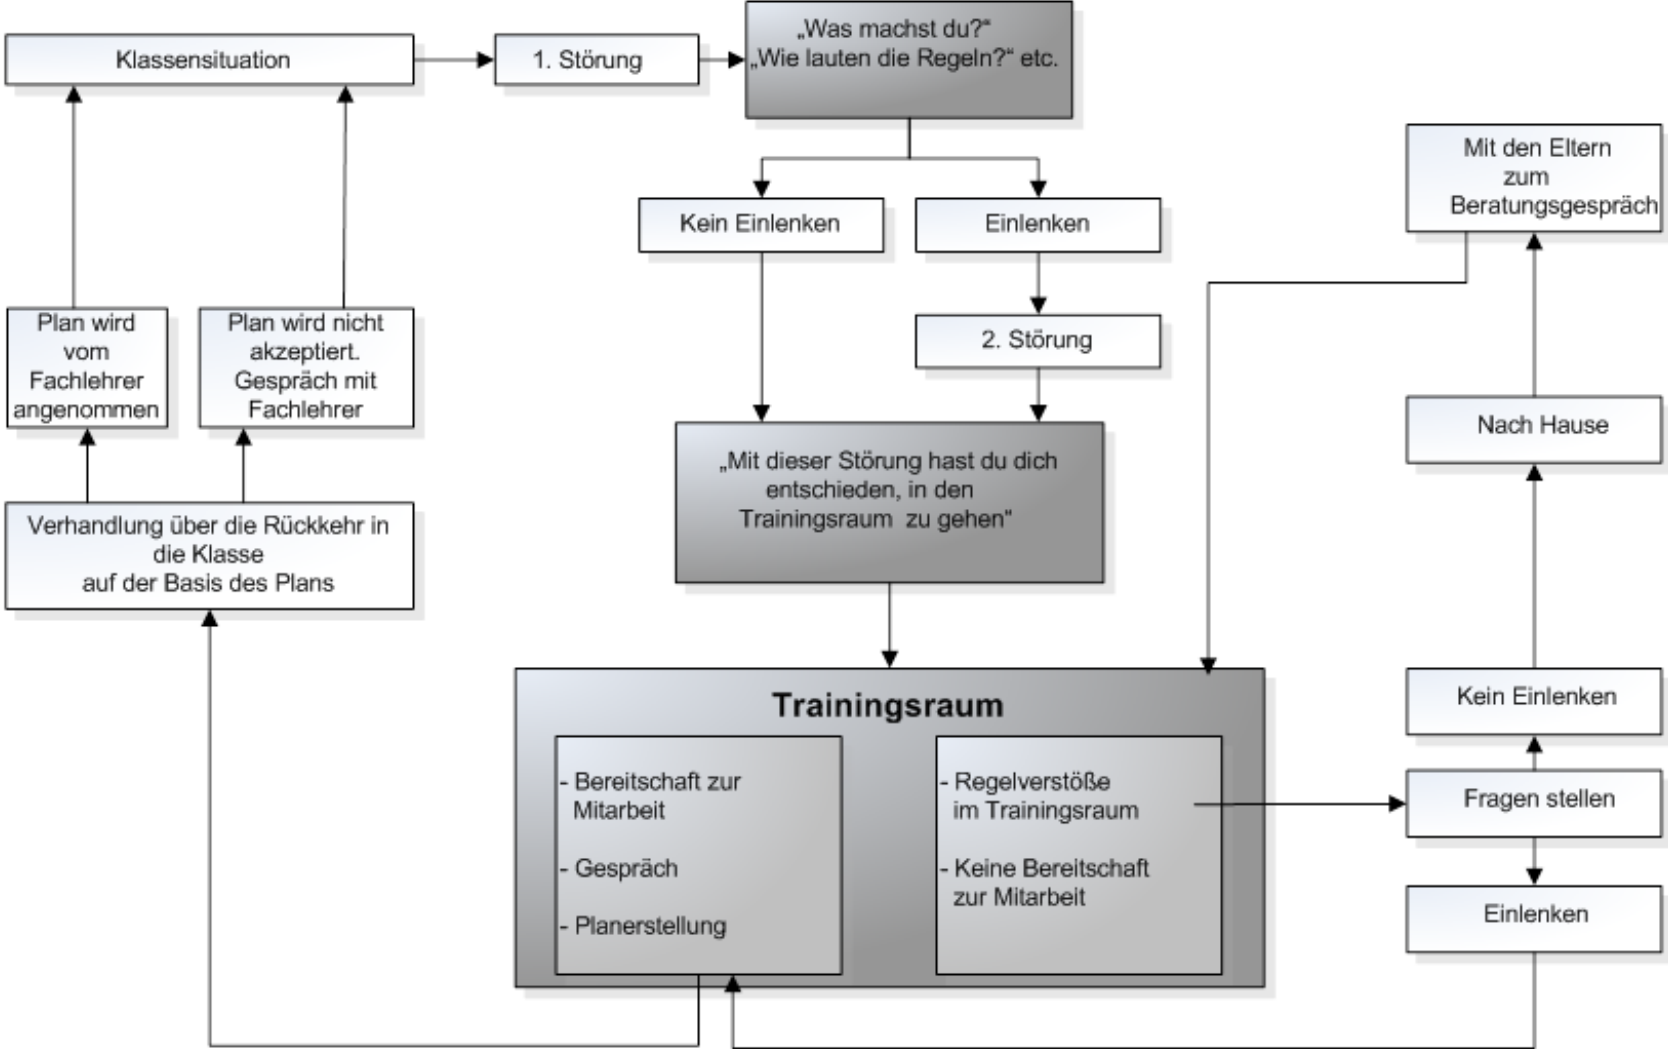 Klassensituation
1. Störung
„Was machst du?“
„Wie lauten die Regeln?“ etc.
Kein Einlenken
Einlenken
2. Störung
„Mit dieser Störung hast du dich
entschieden, in den
Trainingsraum zu gehen“
Plan wird
vom
Fachlehrer
angenommen
Plan wird nicht
akzeptiert.
Gespräch mit
Fachlehrer
Verhandlung über die Rückkehr in
die Klasse
auf der Basis des Plans
Trainingsraum
- Bereitschaft zur
Mitarbeit
- Gespräch
- Planerstellung
- Regelverstöße
im Trainingsraum
- Keine Bereitschaft
zur Mitarbeit
Mit den Eltern
zum
Beratungsgespräch
Nach Hause
Kein Einlenken
Fragen stellen
Einlenken